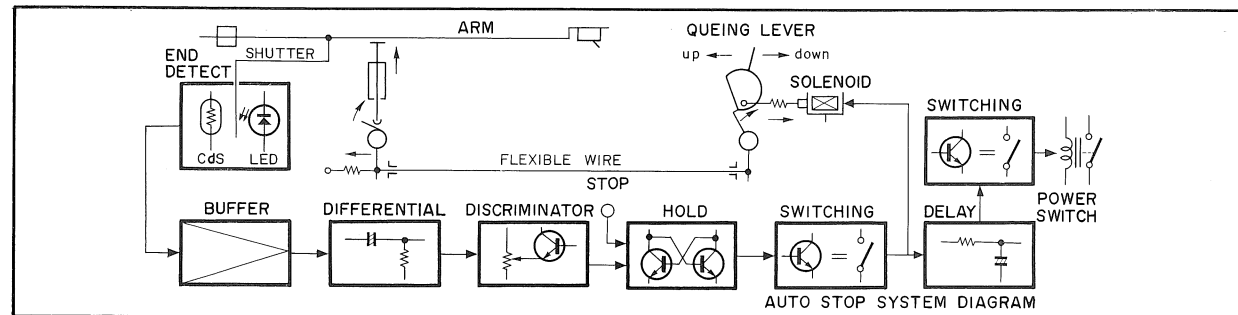 ARM
QUEING LEVER
END
DETECT
SHUTTER
up
down
SOLENOID
SWITCHING
CdS
LED
=
FLEXIBLE WIRE
STOP
POWER
SWITCH
BUFFER
DIFFERENTIAL
DISCRIMINATOR
HOLD
SWITCHING
DELAY
=
AUTO STOP SYSTEM DIAGRAM